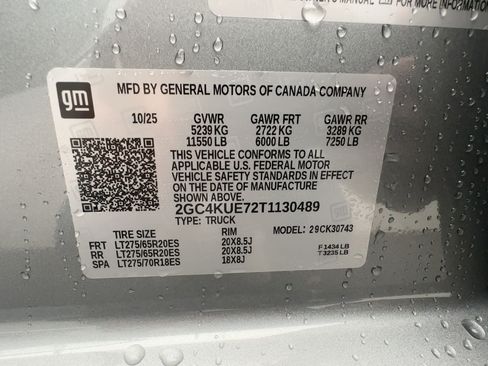 gm
MFD BY GENERAL MOTORS OF CANADA COMPANY
10/25 GVWR GAWR FRT GAWR RR
5239 KG 2722 KG 3289 KG
11550 LB 6000 LB 7250 LB
THIS VEHICLE CONFORMS TO ALL
APPLICABLE U.S. FEDERAL MOTOR
VEHICLE SAFETY STANDARDS IN EFFECT
ON THE DATE OF MANUFACTURE
SHOWN ABOVE.
2GC4KUE72T1130489
TYPE: TRUCK
MODEL: 29CK30743
TIRE SIZE RIM
FRT LT275/65R20ES 20X8.5J F1434 LB
RR LT275/65R20ES 20X8.5J T3235 LB
SPA LT275/70R18ES 18X8J